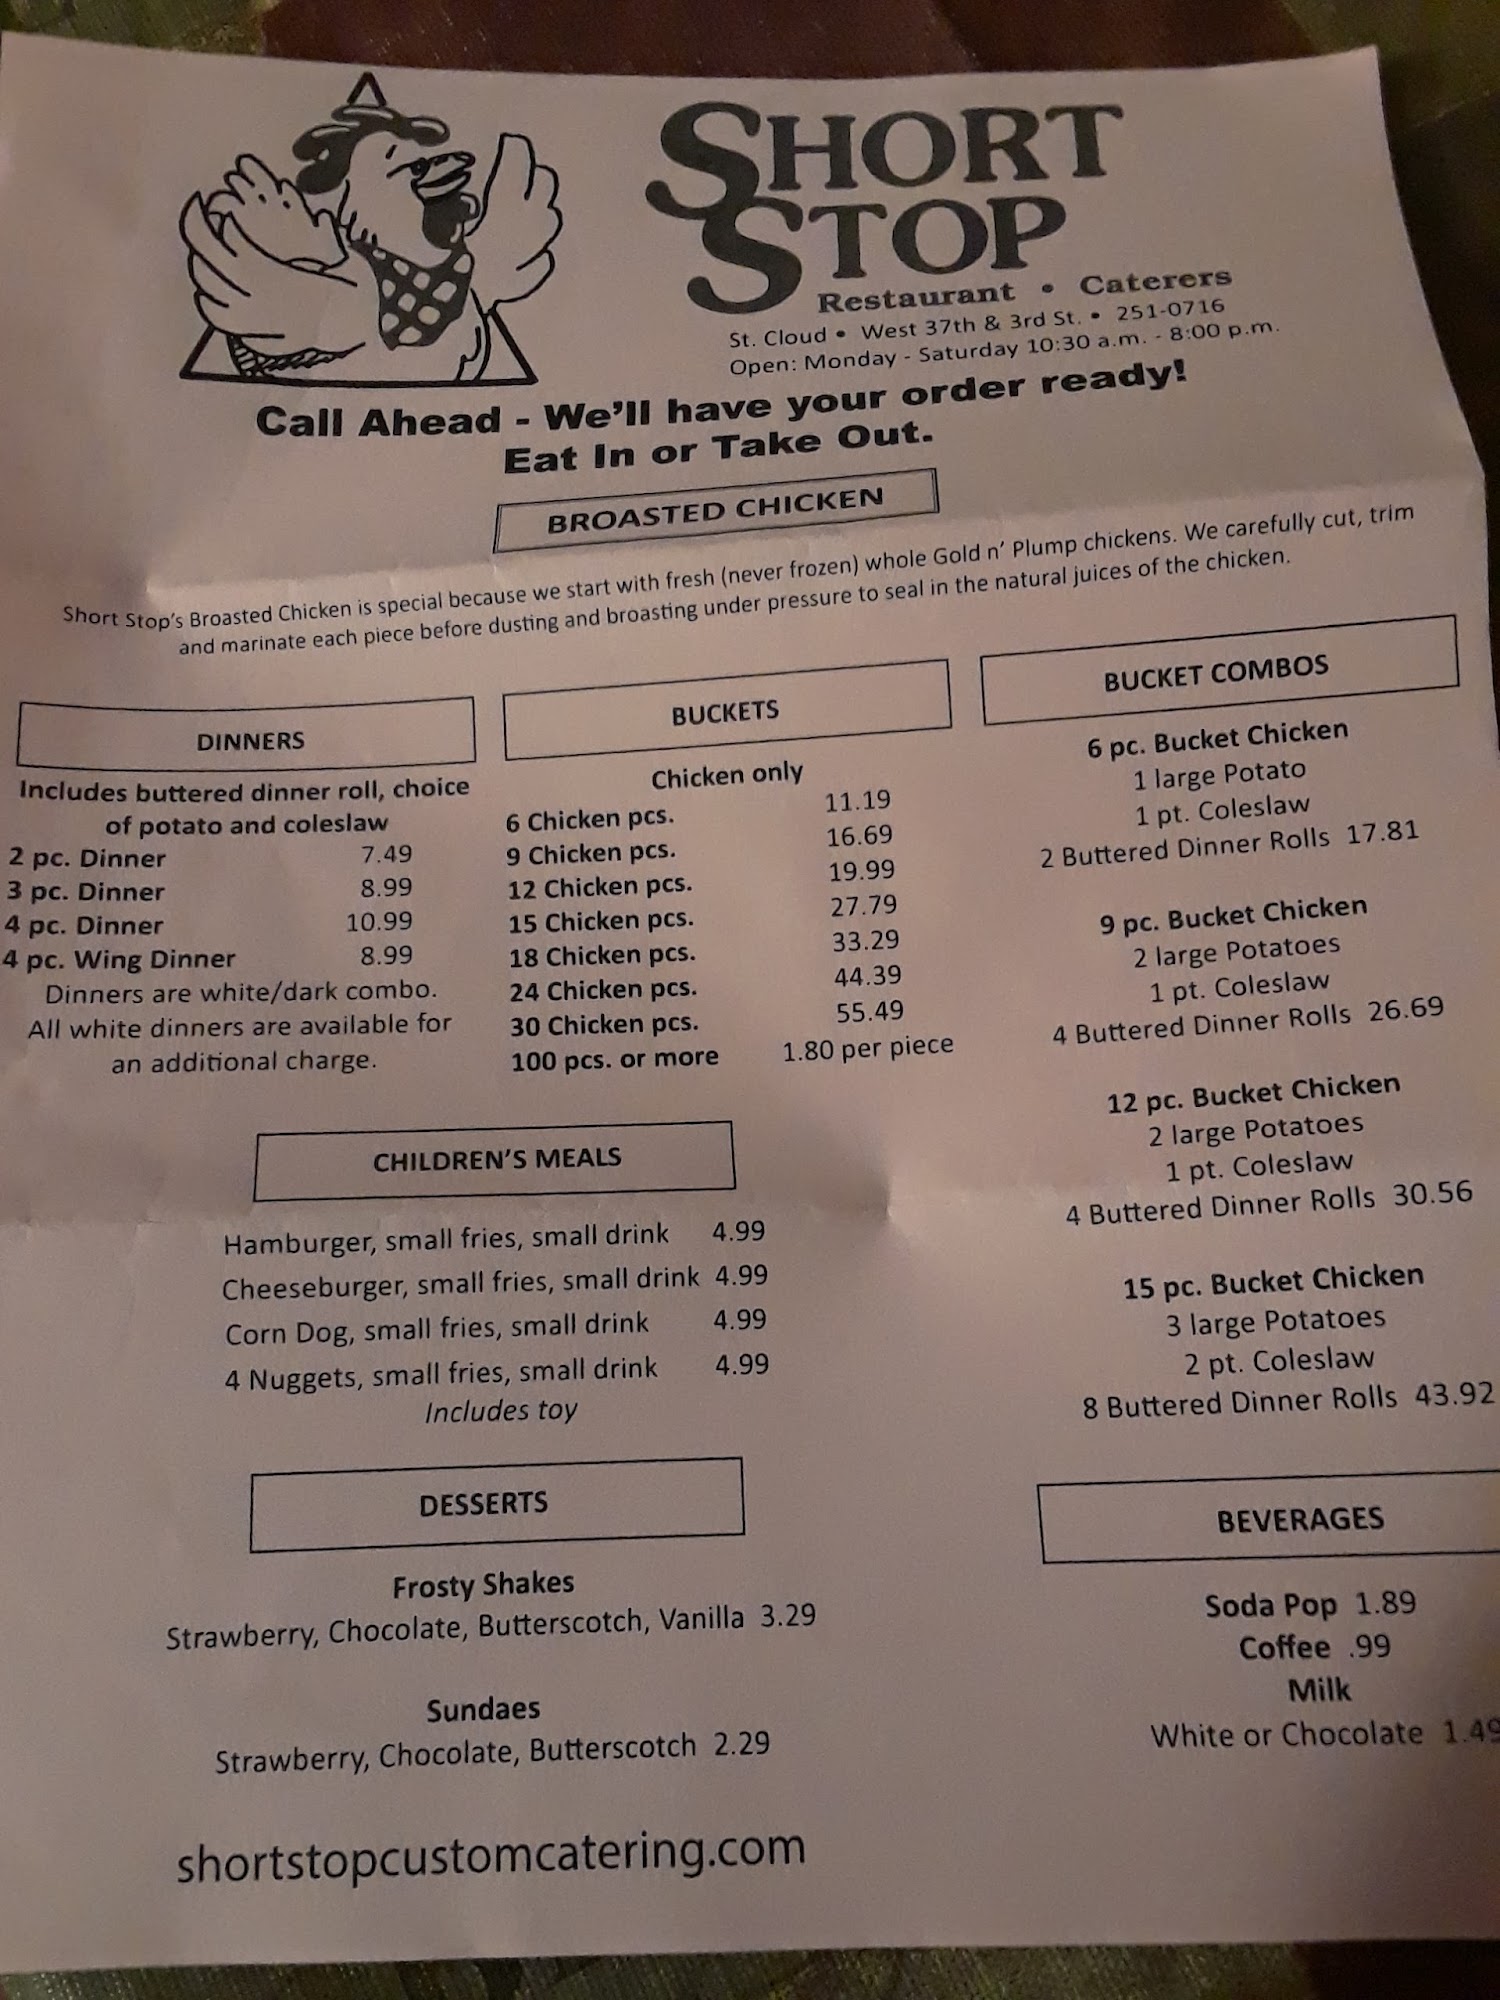 SHORT
STOP
Restaurant • Caterers
St. Cloud • West 37th & 3rd St. • 251-0716
Open: Monday - Saturday 10:30 a.m. - 8:00 p.m.
Call Ahead - We'll have your order ready!
Eat In or Take Out.
BROASTED CHICKEN
Short Stop's Broasted Chicken is special because we start with fresh (never frozen) whole Gold n' Plump chickens. We carefully cut, trim
and marinate each piece before dusting and broasting under pressure to seal in the natural juices of the chicken.
DINNERS
Includes buttered dinner roll, choice
of potato and coleslaw
2 pc. Dinner 7.49
3 pc. Dinner 8.99
4 pc. Dinner 10.99
4 pc. Wing Dinner 8.99
Dinners are white/dark combo.
All white dinners are available for
an additional charge.
BUCKETS
Chicken only
6 Chicken pcs. 11.19
9 Chicken pcs. 16.69
12 Chicken pcs. 19.99
15 Chicken pcs. 27.79
18 Chicken pcs. 33.29
24 Chicken pcs. 44.39
30 Chicken pcs. 55.49
100 pcs. or more 1.80 per piece
BUCKET COMBOS
6 pc. Bucket Chicken
1 large Potato
1 pt. Coleslaw
2 Buttered Dinner Rolls 17.81
9 pc. Bucket Chicken
2 large Potatoes
1 pt. Coleslaw
4 Buttered Dinner Rolls 26.69
12 pc. Bucket Chicken
2 large Potatoes
1 pt. Coleslaw
4 Buttered Dinner Rolls 30.56
15 pc. Bucket Chicken
3 large Potatoes
2 pt. Coleslaw
8 Buttered Dinner Rolls 43.92
CHILDREN'S MEALS
Hamburger, small fries, small drink 4.99
Cheeseburger, small fries, small drink 4.99
Corn Dog, small fries, small drink 4.99
4 Nuggets, small fries, small drink 4.99
Includes toy
DESSERTS
Frosty Shakes
Strawberry, Chocolate, Butterscotch, Vanilla 3.29
Sundaes
Strawberry, Chocolate, Butterscotch 2.29
BEVERAGES
Soda Pop 1.89
Coffee .99
Milk
White or Chocolate 1.49
shortstopcustomcatering.com